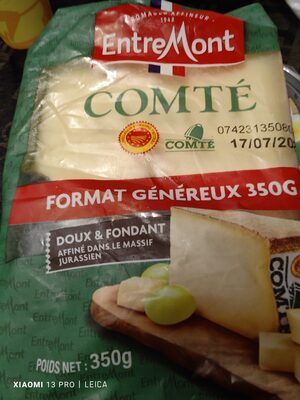 FROMAGER AFFINEUR
1948
ENTREMONT
COMTÉ
COMTÉ
07423135080
17/07/20
FORMAT GÉNÉREUX 350G
DOUX & FONDANT
AFFINÉ DANS LE MASSIF
JURASSIEN
POIDS NET : 350g
XIAOMI 13 PRO | LEICA